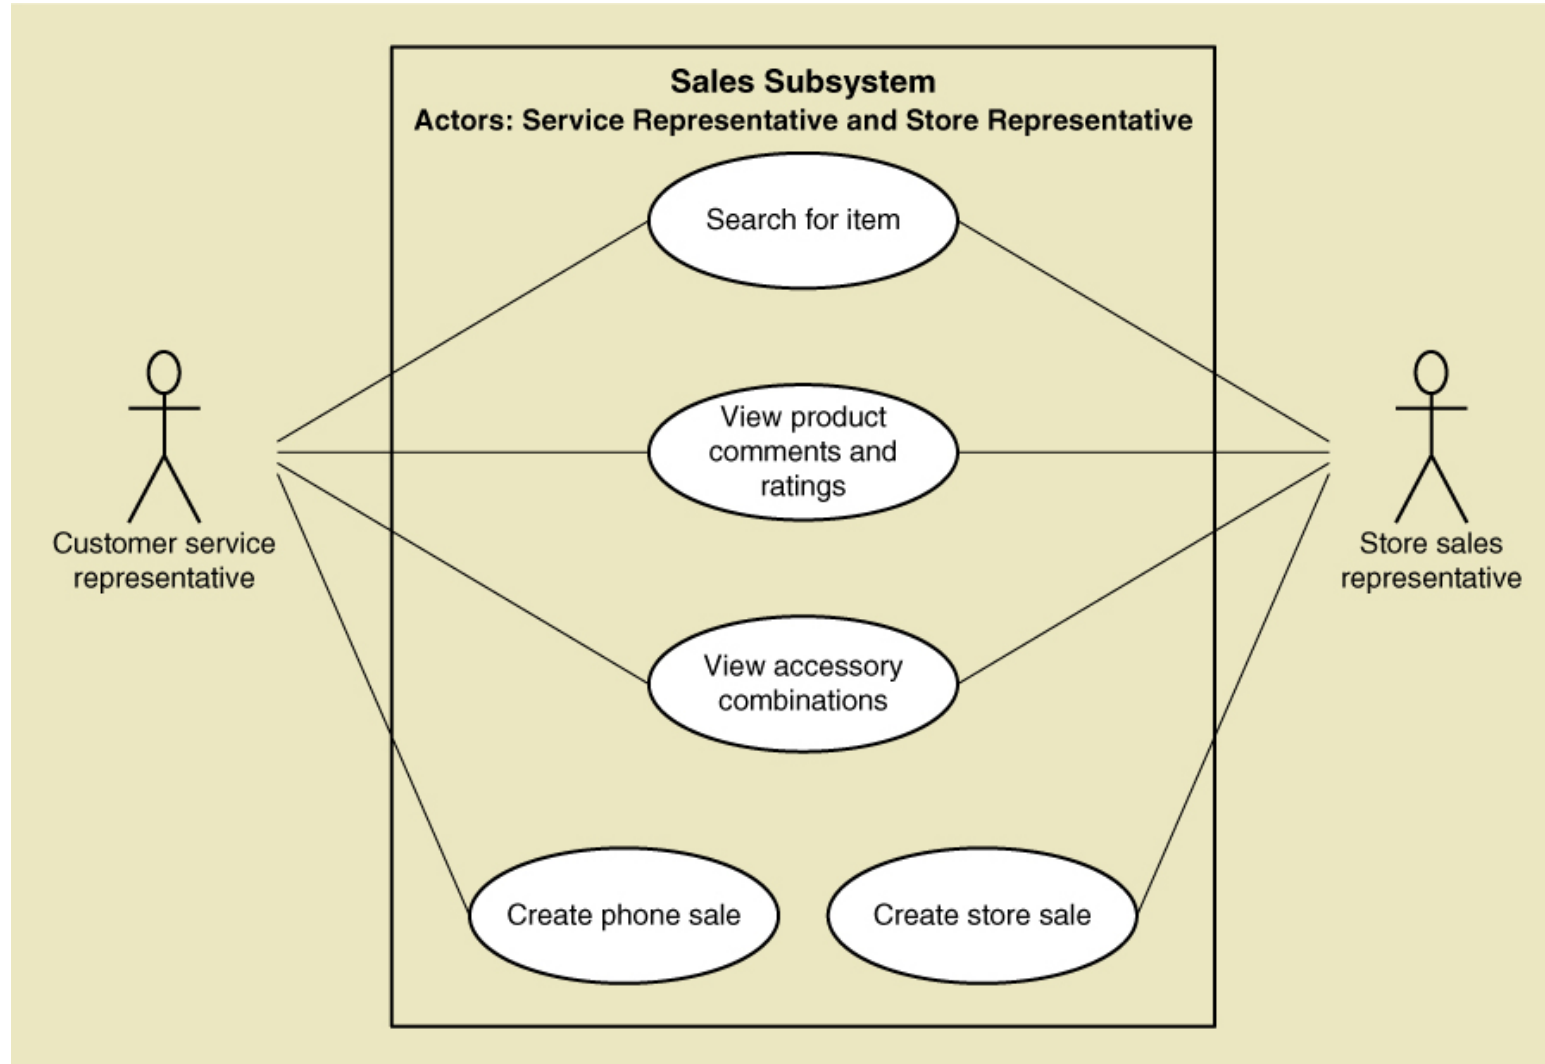 Sales Subsystem
Actors: Service Representative and Store Representative
Search for item
View product
comments and
ratings
Customer service
representative
Store sales
representative
View accessory
combinations
Create phone sale
Create store sale